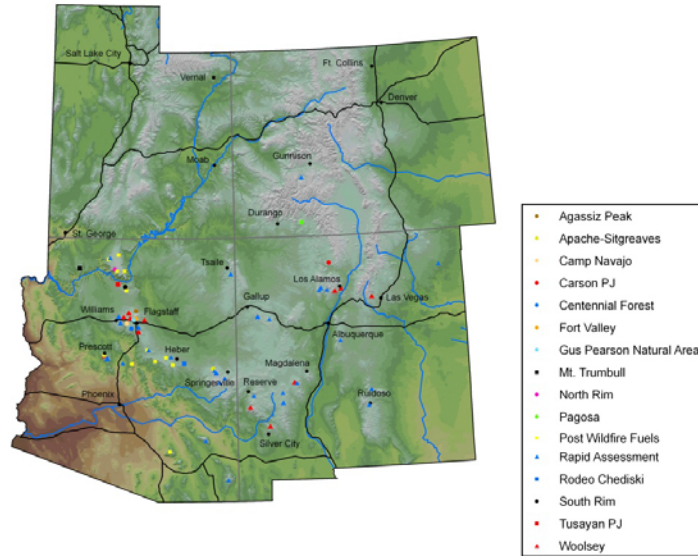 Salt Lake City
Vernal
Ft. Collins
Denver
Moab
Gunnison
Durango
St. George
Tsaile
Los Alamos
Las Vegas
Williams
Flagstaff
Gallup
Albuquerque
Prescott
Heber
Springerville
Magdalena
Reserve
Phoenix
Ruidoso
Silver City
Agassiz Peak
Apache-Sitgreaves
Camp Navajo
Carson PJ
Centennial Forest
Fort Valley
Gus Pearson Natural Area
Mt. Trumbull
North Rim
Pagosa
Post Wildfire Fuels
Rapid Assessment
Rodeo Chediski
South Rim
Tusayan PJ
Woolsey